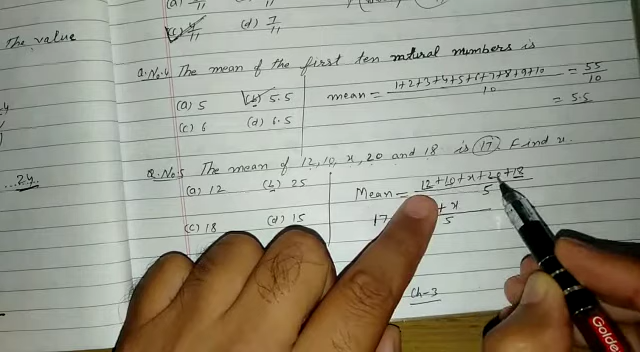 (d) 7/11
The value
Q.No.4 The mean of the first ten natural numbers is
(a) 5 (b) 5.5
mean = 1+2+3+4+5+6+7+8+9+10 / 10 = 55/10
(c) 6 (d) 6.5
= 5.5
Q.No.5 The mean of 12, 10, x, 20 and 18 is 17 Find x.
(a) 12 (b) 25
Mean = 12+10+x+20+18 / 5
(c) 18 (d) 15
17 + x / 5
Ch-3
Golde